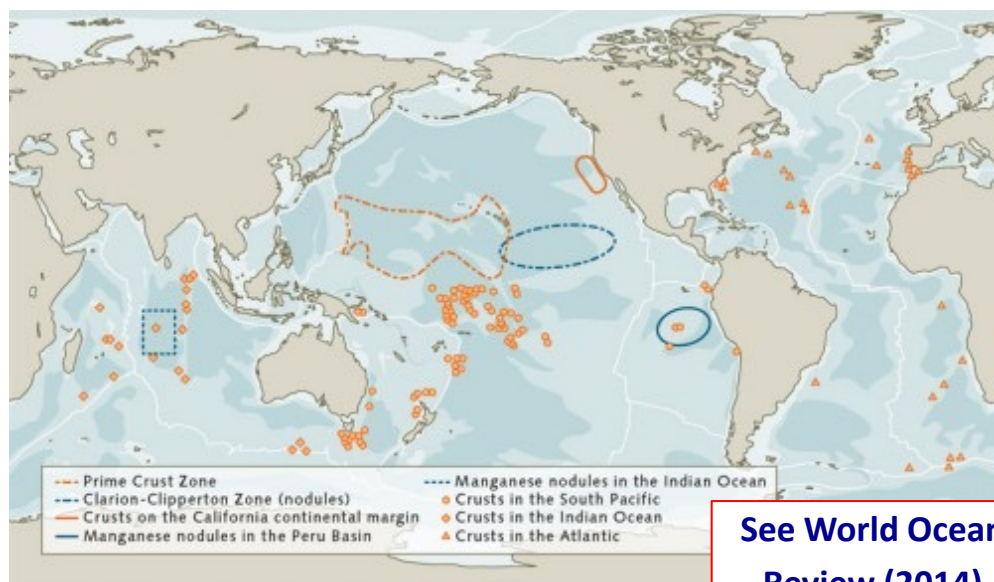 Prime Crust Zone
Clarion-Clipperton Zone (nodules)
Crusts on the California continental margin
Manganese nodules in the Peru Basin
Manganese nodules in the Indian Ocean
Crusts in the South Pacific
Crusts in the Indian Ocean
Crusts in the Atlantic
See World Ocean
Review (2014)